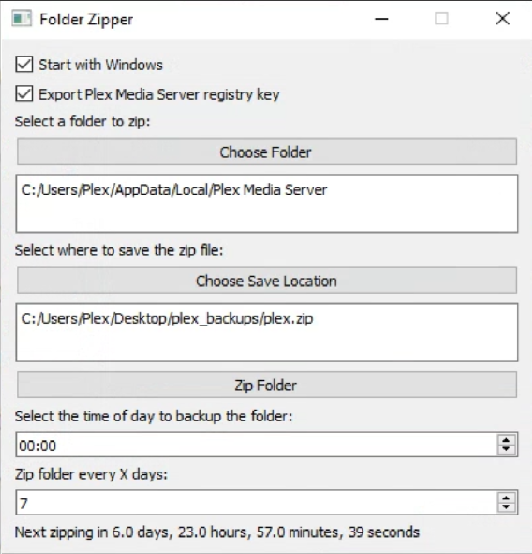 Folder Zipper
Start with Windows
Export Plex Media Server registry key
Select a folder to zip:
Choose Folder
C:/Users/Plex/AppData/Local/Plex Media Server
Select where to save the zip file:
Choose Save Location
C:/Users/Plex/Desktop/plex_backups/plex.zip
Zip Folder
Select the time of day to backup the folder:
00:00
Zip folder every X days:
7
Next zipping in 6.0 days, 23.0 hours, 57.0 minutes, 39 seconds